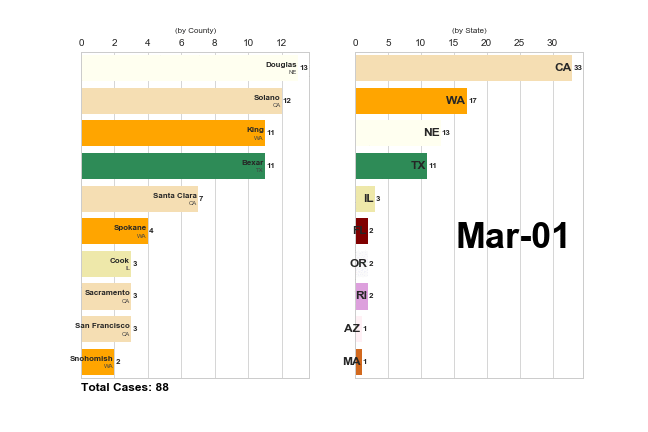 (by County)
0 2 4 6 8 10 12
Douglas 13
NE
Solano 12
CA
King 11
WA
Bexar 11
TX
Santa Clara 7
CA
Spokane 4
WA
Cook 3
IL
Sacramento 3
CA
San Francisco 3
CA
Snohomish 2
WA
Total Cases: 88
(by State)
0 5 10 15 20 25 30
CA 33
WA 17
NE 13
TX 11
IL 3
2
OR 2
RI 2
AZ 1
MA 1
Mar-01